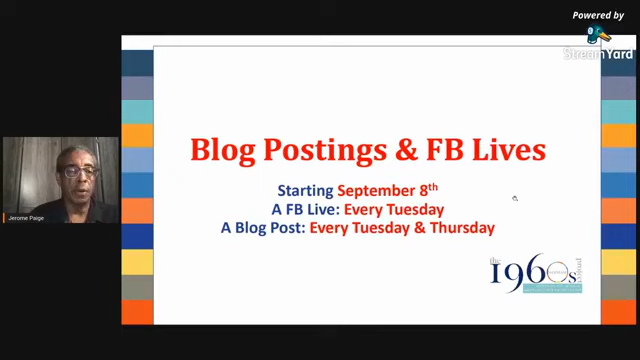 Powered by
StreamYard
Blog Postings & FB Lives
Starting September 8th
A FB Live: Every Tuesday
A Blog Post: Every Tuesday & Thursday
Jerome Paige
the
1960s
project